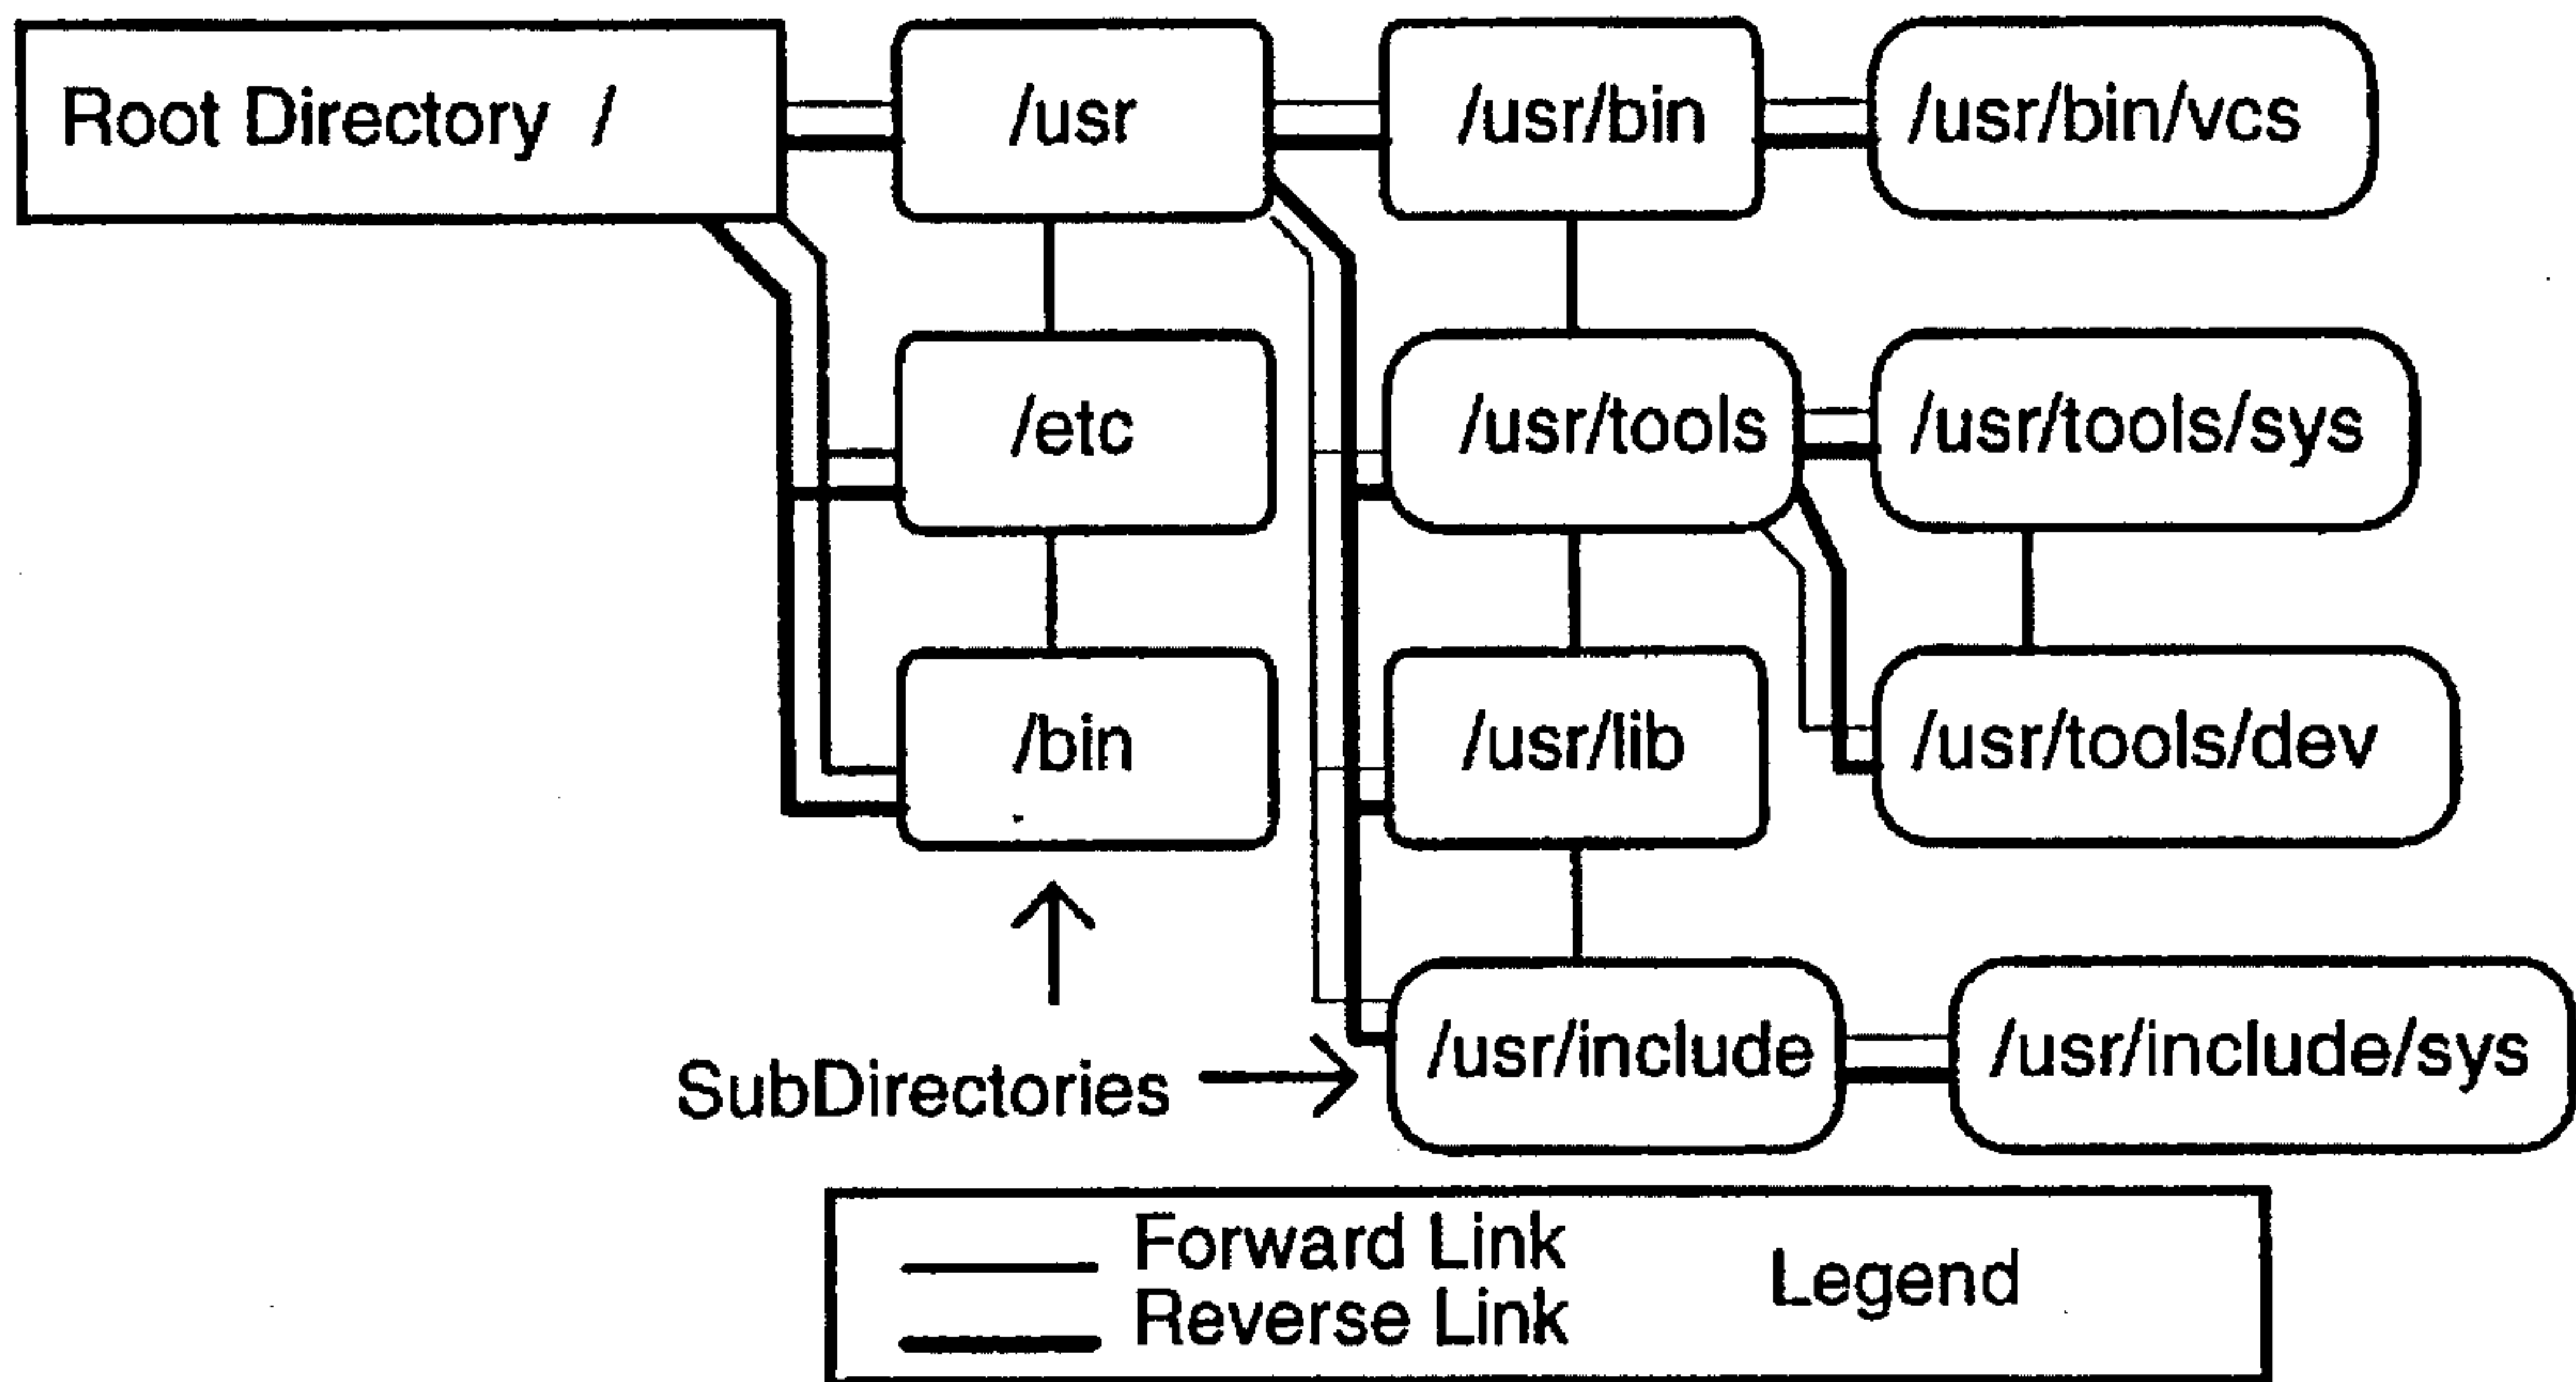 Root Directory /
/usr
/usr/bin
/usr/bin/vcs
/etc
/usr/tools
/usr/tools/sys
/bin
/usr/lib
/usr/tools/dev
SubDirectories
/usr/include
/usr/include/sys
Forward Link
Reverse Link
Legend